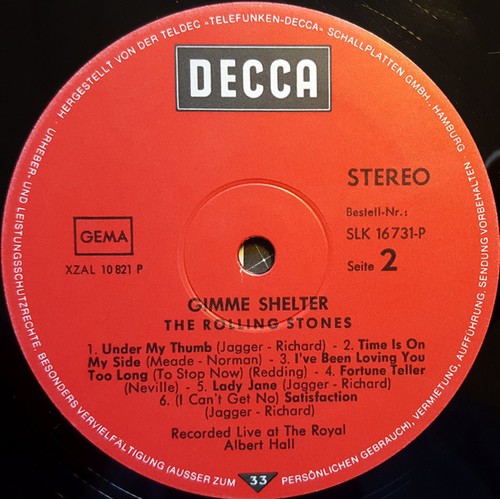 HERGESTELLT VON DER TELDEC »TELEFUNKEN-DECCA« SCHALLPLATTEN GMBH., HAMBURG ·
URHEBER- UND LEISTUNGSSCHUTZRECHTE, BESONDERS VERVIELFÄLTIGUNG (AUSSER ZUM PERSÖNLICHEN GEBRAUCH), VERMIETUNG, AUFFÜHRUNG, SENDUNG VORBEHALTEN.
DECCA
STEREO
Bestell-Nr.:
SLK 16731-P
Seite 2
GEMA
XZAL 10 821 P
GIMME SHELTER
THE ROLLING STONES
1. Under My Thumb (Jagger - Richard) - 2. Time Is On
My Side (Meade - Norman) - 3. I've Been Loving You
Too Long (To Stop Now) (Redding) - 4. Fortune Teller
(Neville) - 5. Lady Jane (Jagger - Richard)
6. (I Can't Get No) Satisfaction
(Jagger - Richard)
Recorded Live at The Royal
Albert Hall
33